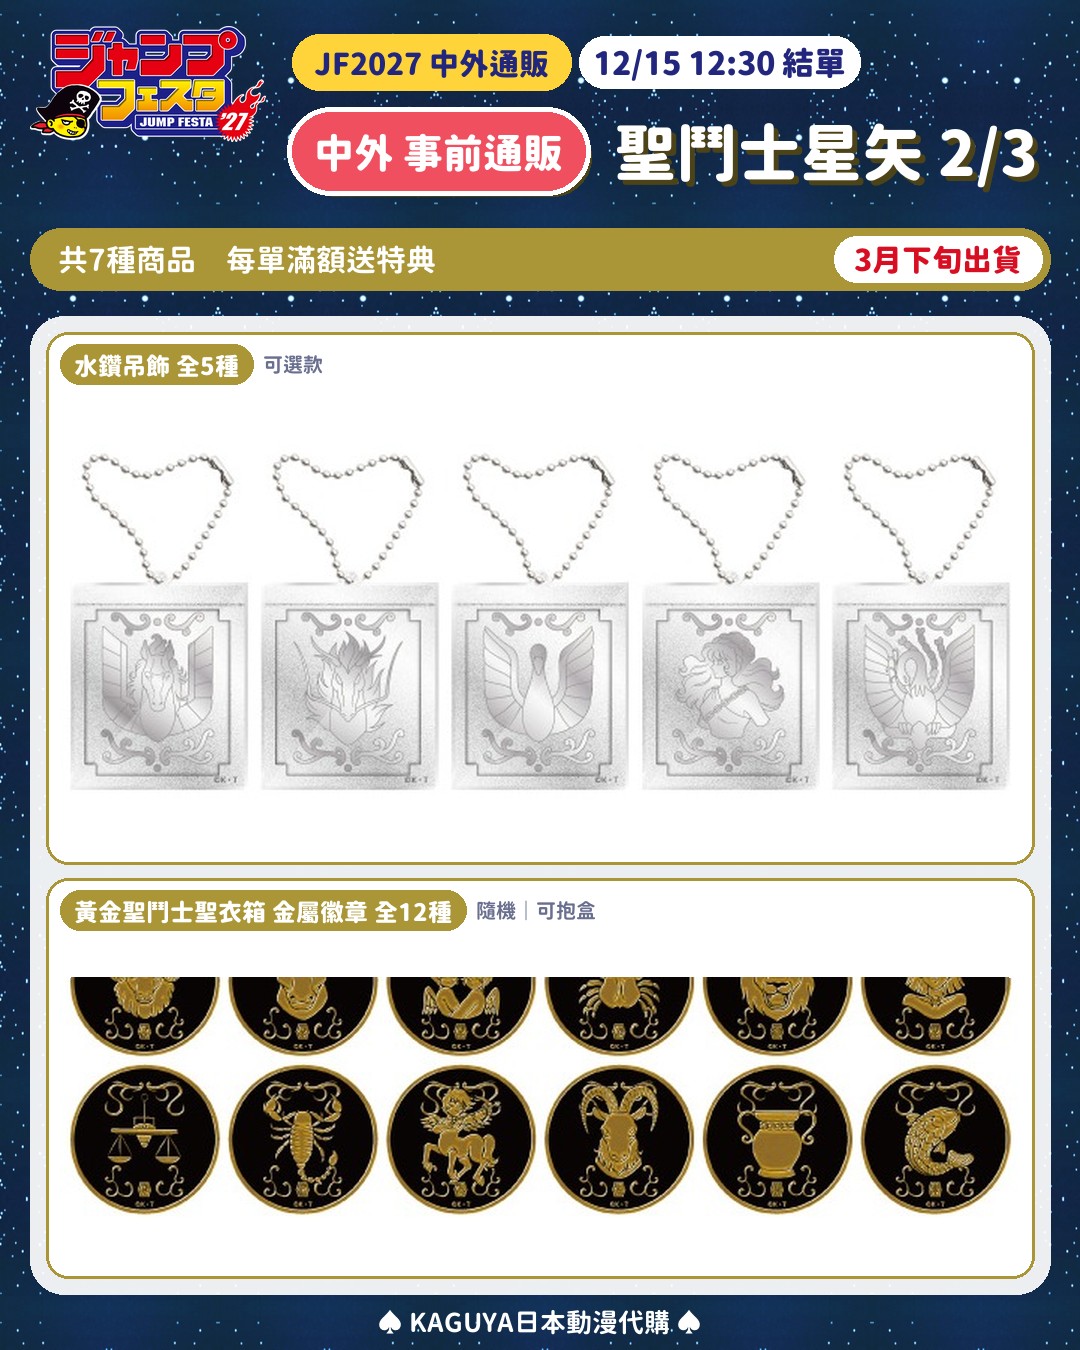 ジャンプ
フェスタ
JUMP FESTA '27
JF2027 中外通販
12/15 12:30 結單
中外 事前通販
聖鬥士星矢 2/3
共7種商品 每單滿額送特典
3月下旬出貨
水鑽吊飾 全5種
可選款
©K・T ©K・T ©K・T ©K・T ©K・T
黃金聖鬥士聖衣箱 金屬徽章 全12種
隨機｜可抱盒
©K・T ©K・T ©K・T ©K・T ©K・T ©K・T
©K・T ©K・T ©K・T ©K・T ©K・T ©K・T
♠ KAGUYA日本動漫代購 ♠